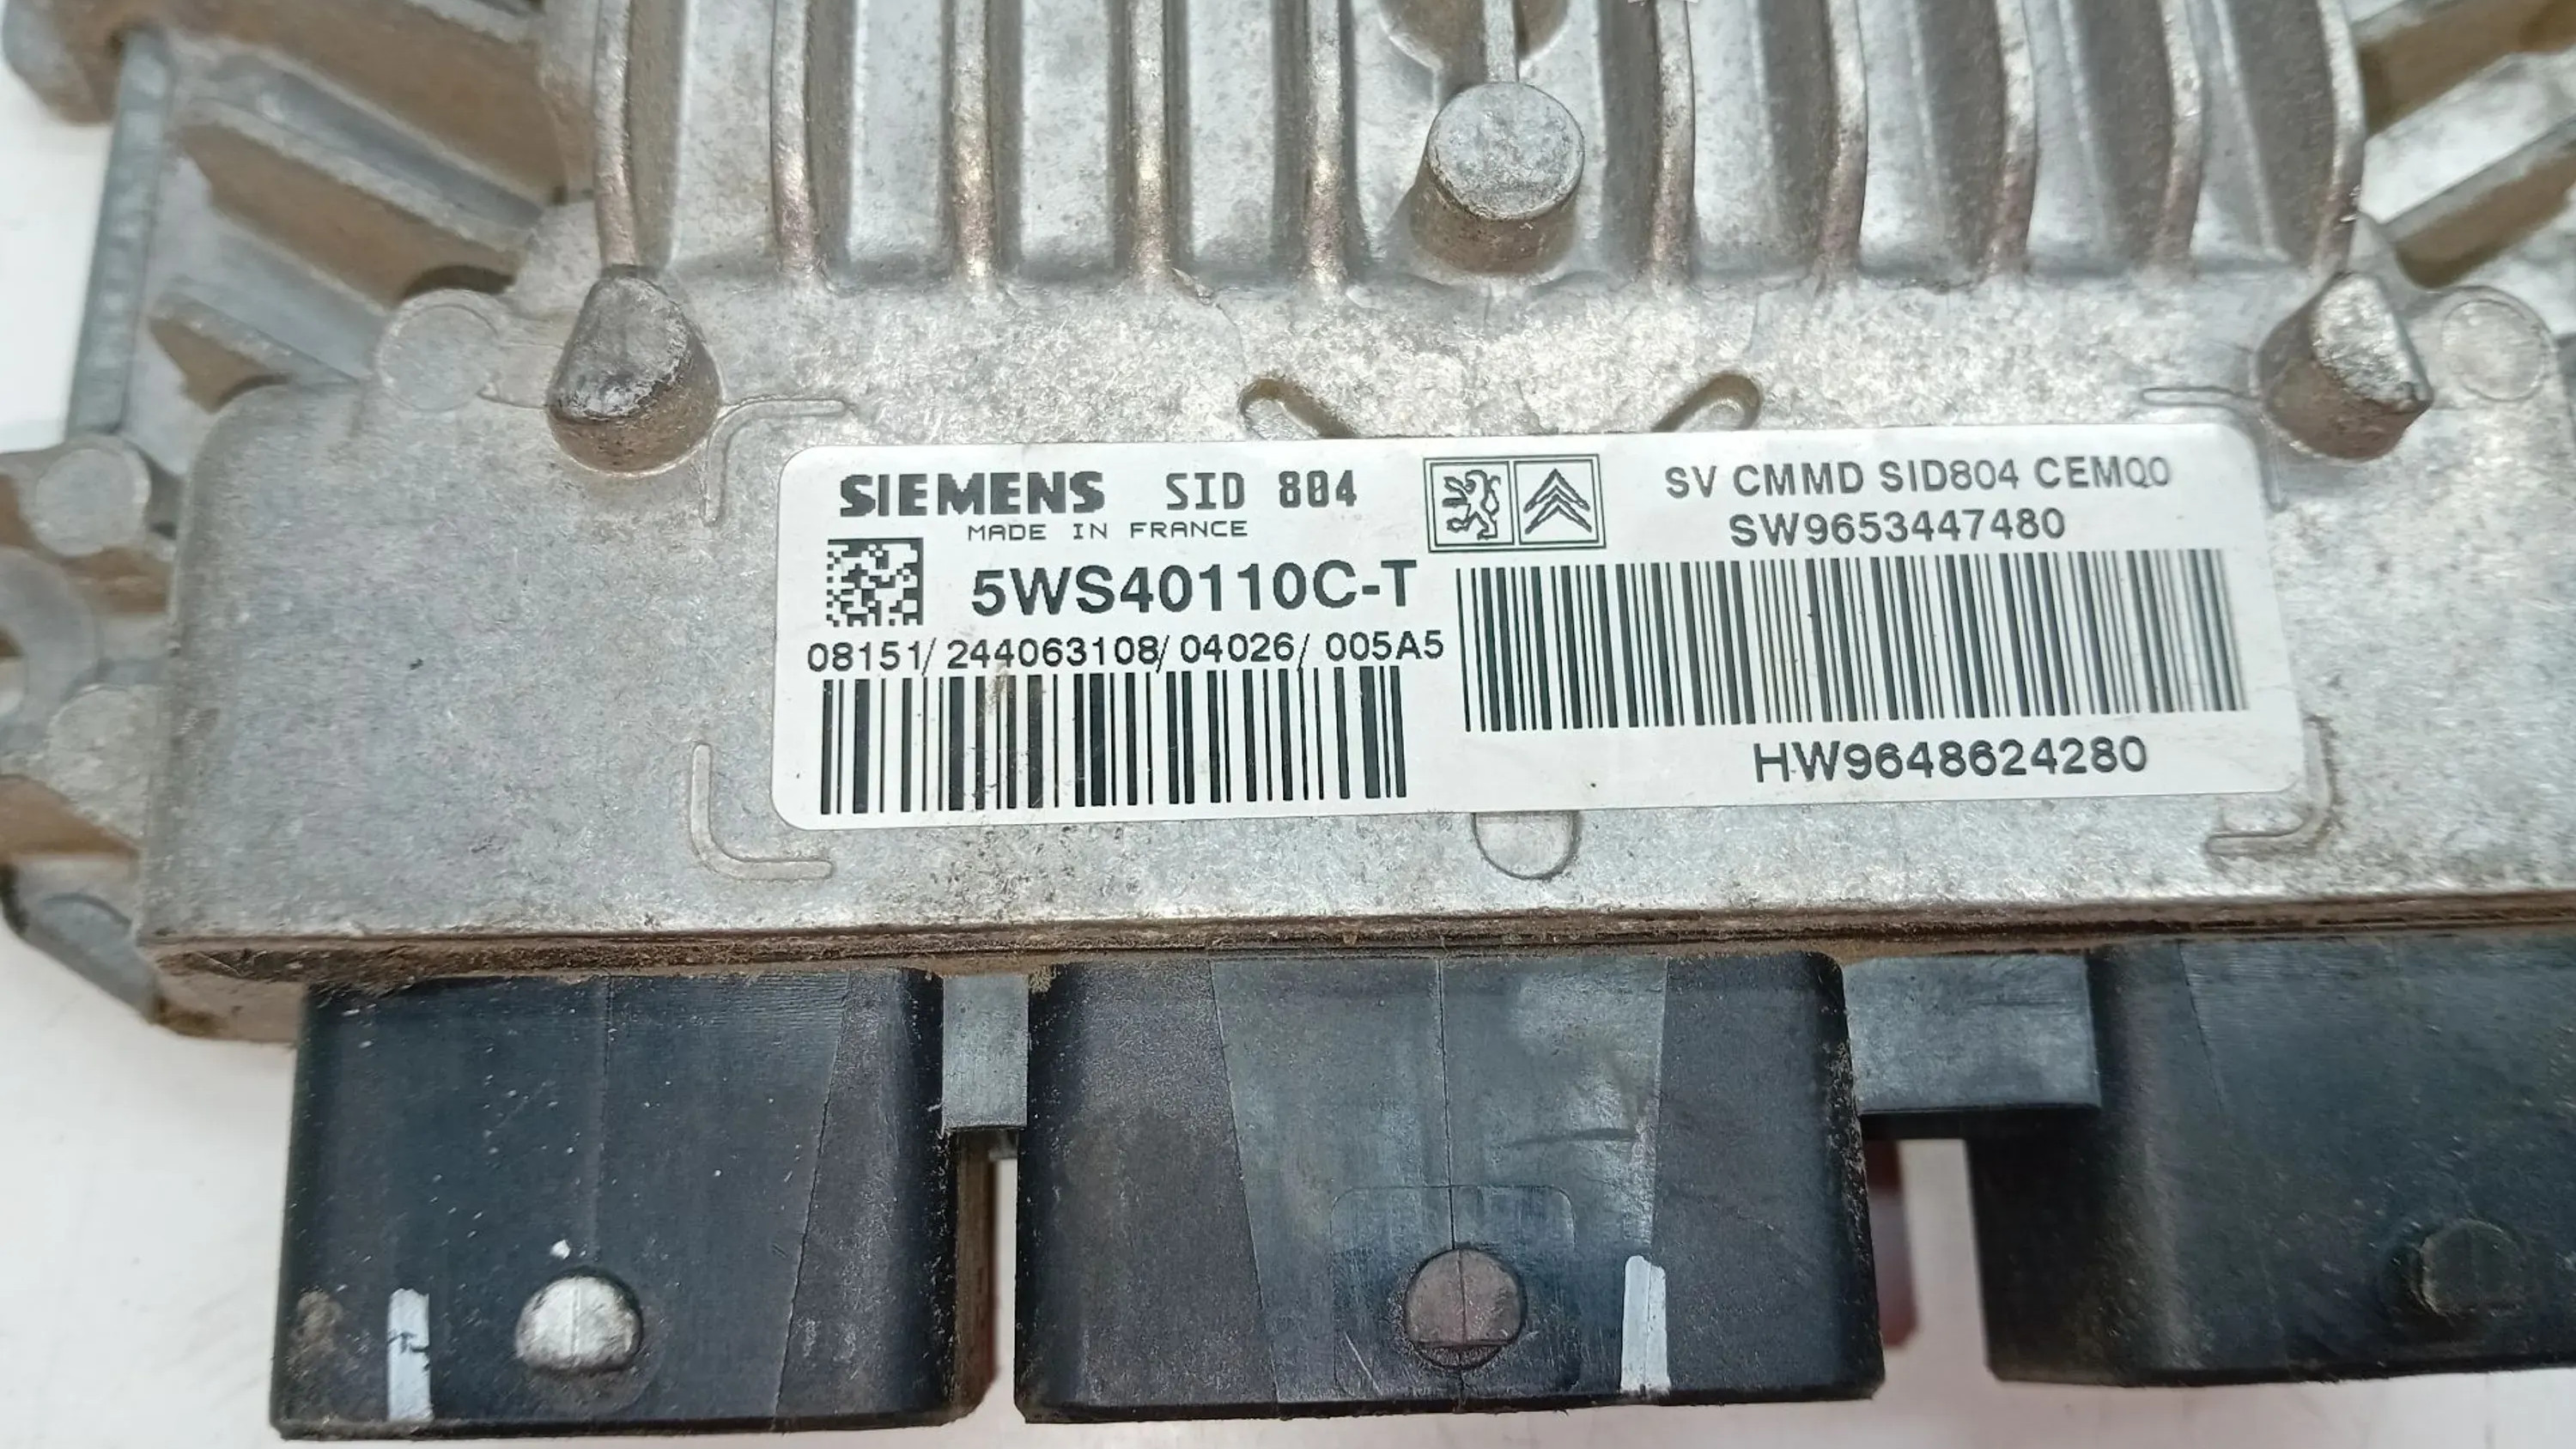 SIEMENS SID 804
MADE IN FRANCE
5WS40110C-T
08151/244063108/04026/005A5
SV CMMD SID804 CEMQ0
SW9653447480
HW9648624280